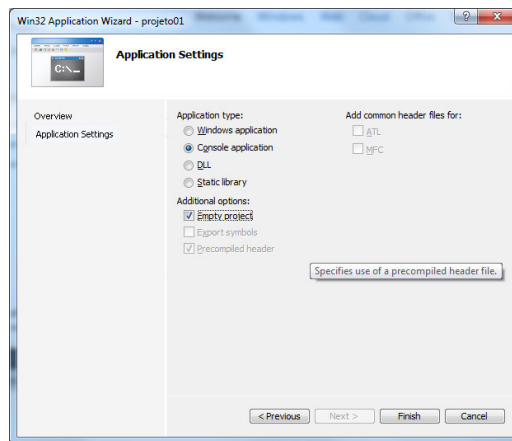 Win32 Application Wizard - projeto01
Application Settings
C:\_
Overview
Application Settings
Application type:
Windows application
Console application
DLL
Static library
Additional options:
Empty project
Export symbols
Precompiled header
Add common header files for:
ATL
MFC
Specifies use of a precompiled header file.
< Previous
Next >
Finish
Cancel